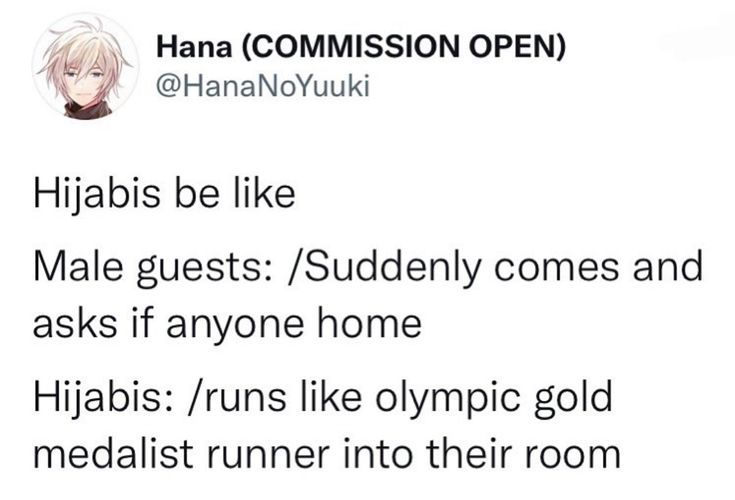 Hana (COMMISSION OPEN)
@HanaNoYuuki
Hijabis be like
Male guests: /Suddenly comes and
asks if anyone home
Hijabis: /runs like olympic gold
medalist runner into their room